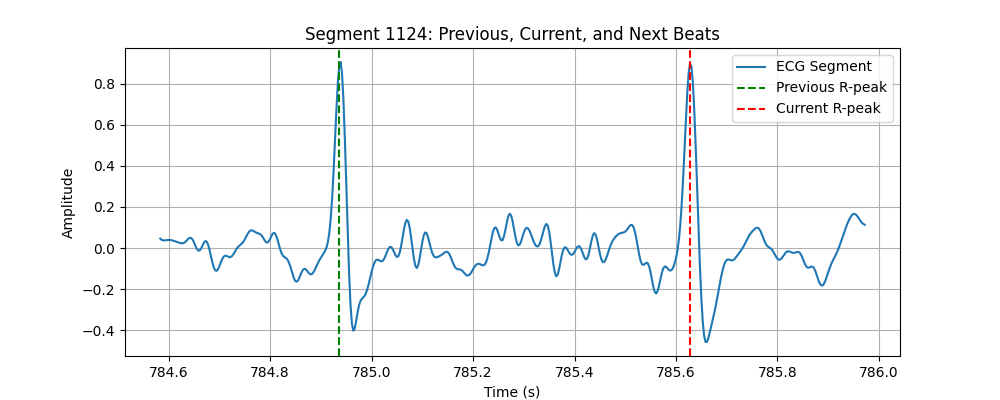 Segment 1124: Previous, Current, and Next Beats
ECG Segment
Previous R-peak
Current R-peak
0.8
0.6
0.4
0.2
0.0
−0.2
−0.4
Amplitude
784.6 784.8 785.0 785.2 785.4 785.6 785.8 786.0
Time (s)